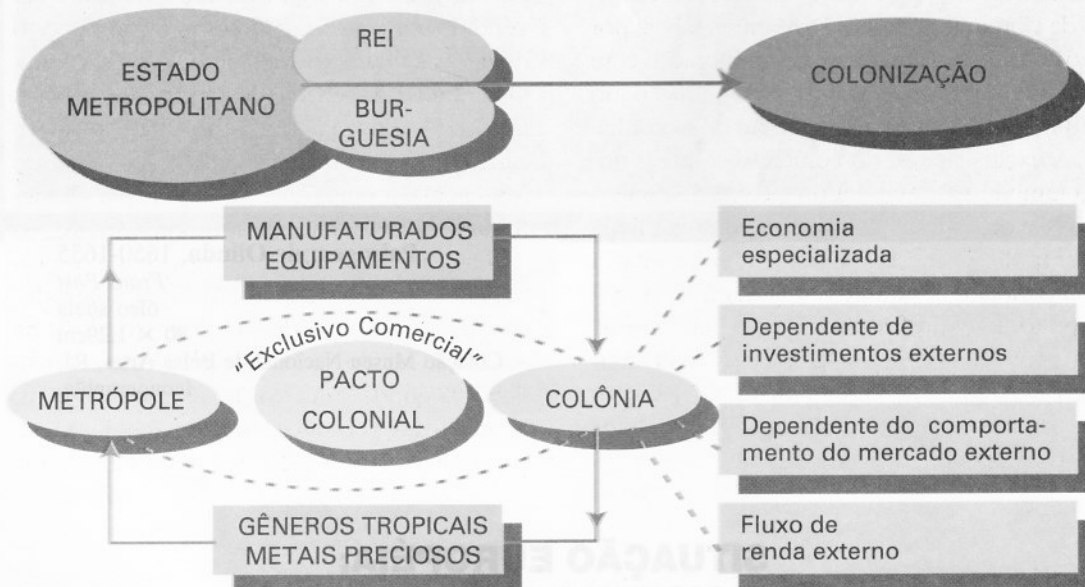 ESTADO
METROPOLITANO
REI
BUR-
GUESIA
COLONIZAÇÃO
MANUFATURADOS
EQUIPAMENTOS
"Exclusivo Comercial"
METRÓPOLE
PACTO
COLONIAL
COLÔNIA
GÊNEROS TROPICAIS
METAIS PRECIOSOS
Economia
especializada
Dependente de
investimentos externos
Dependente do comporta-
mento do mercado externo
Fluxo de
renda externo